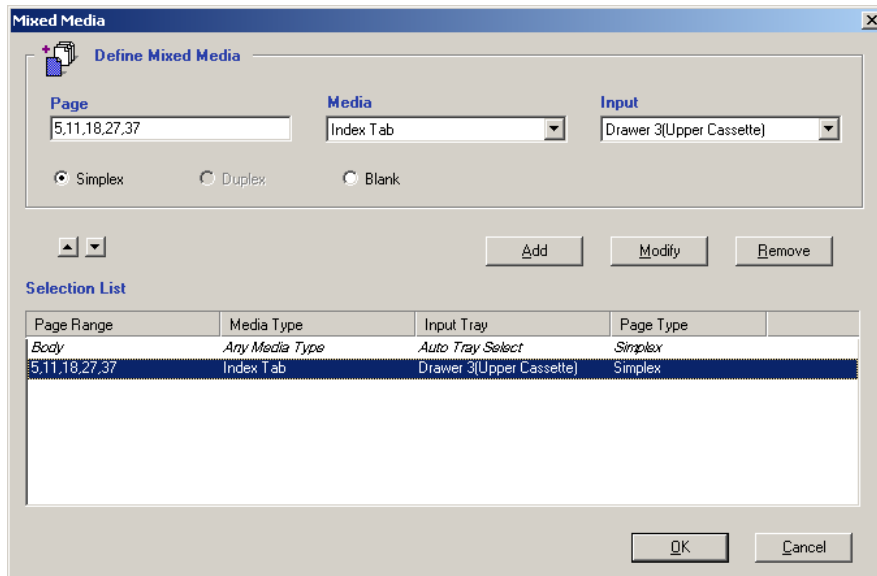 Mixed Media
Define Mixed Media
Page Media Input
5,11,18,27,37 Index Tab Drawer 3(Upper Cassette)
Simplex Duplex Blank
Add Modify Remove
Selection List
Page Range Media Type Input Tray Page Type
Body Any Media Type Auto Tray Select Simplex
5,11,18,27,37 Index Tab Drawer 3(Upper Cassette) Simplex
OK Cancel